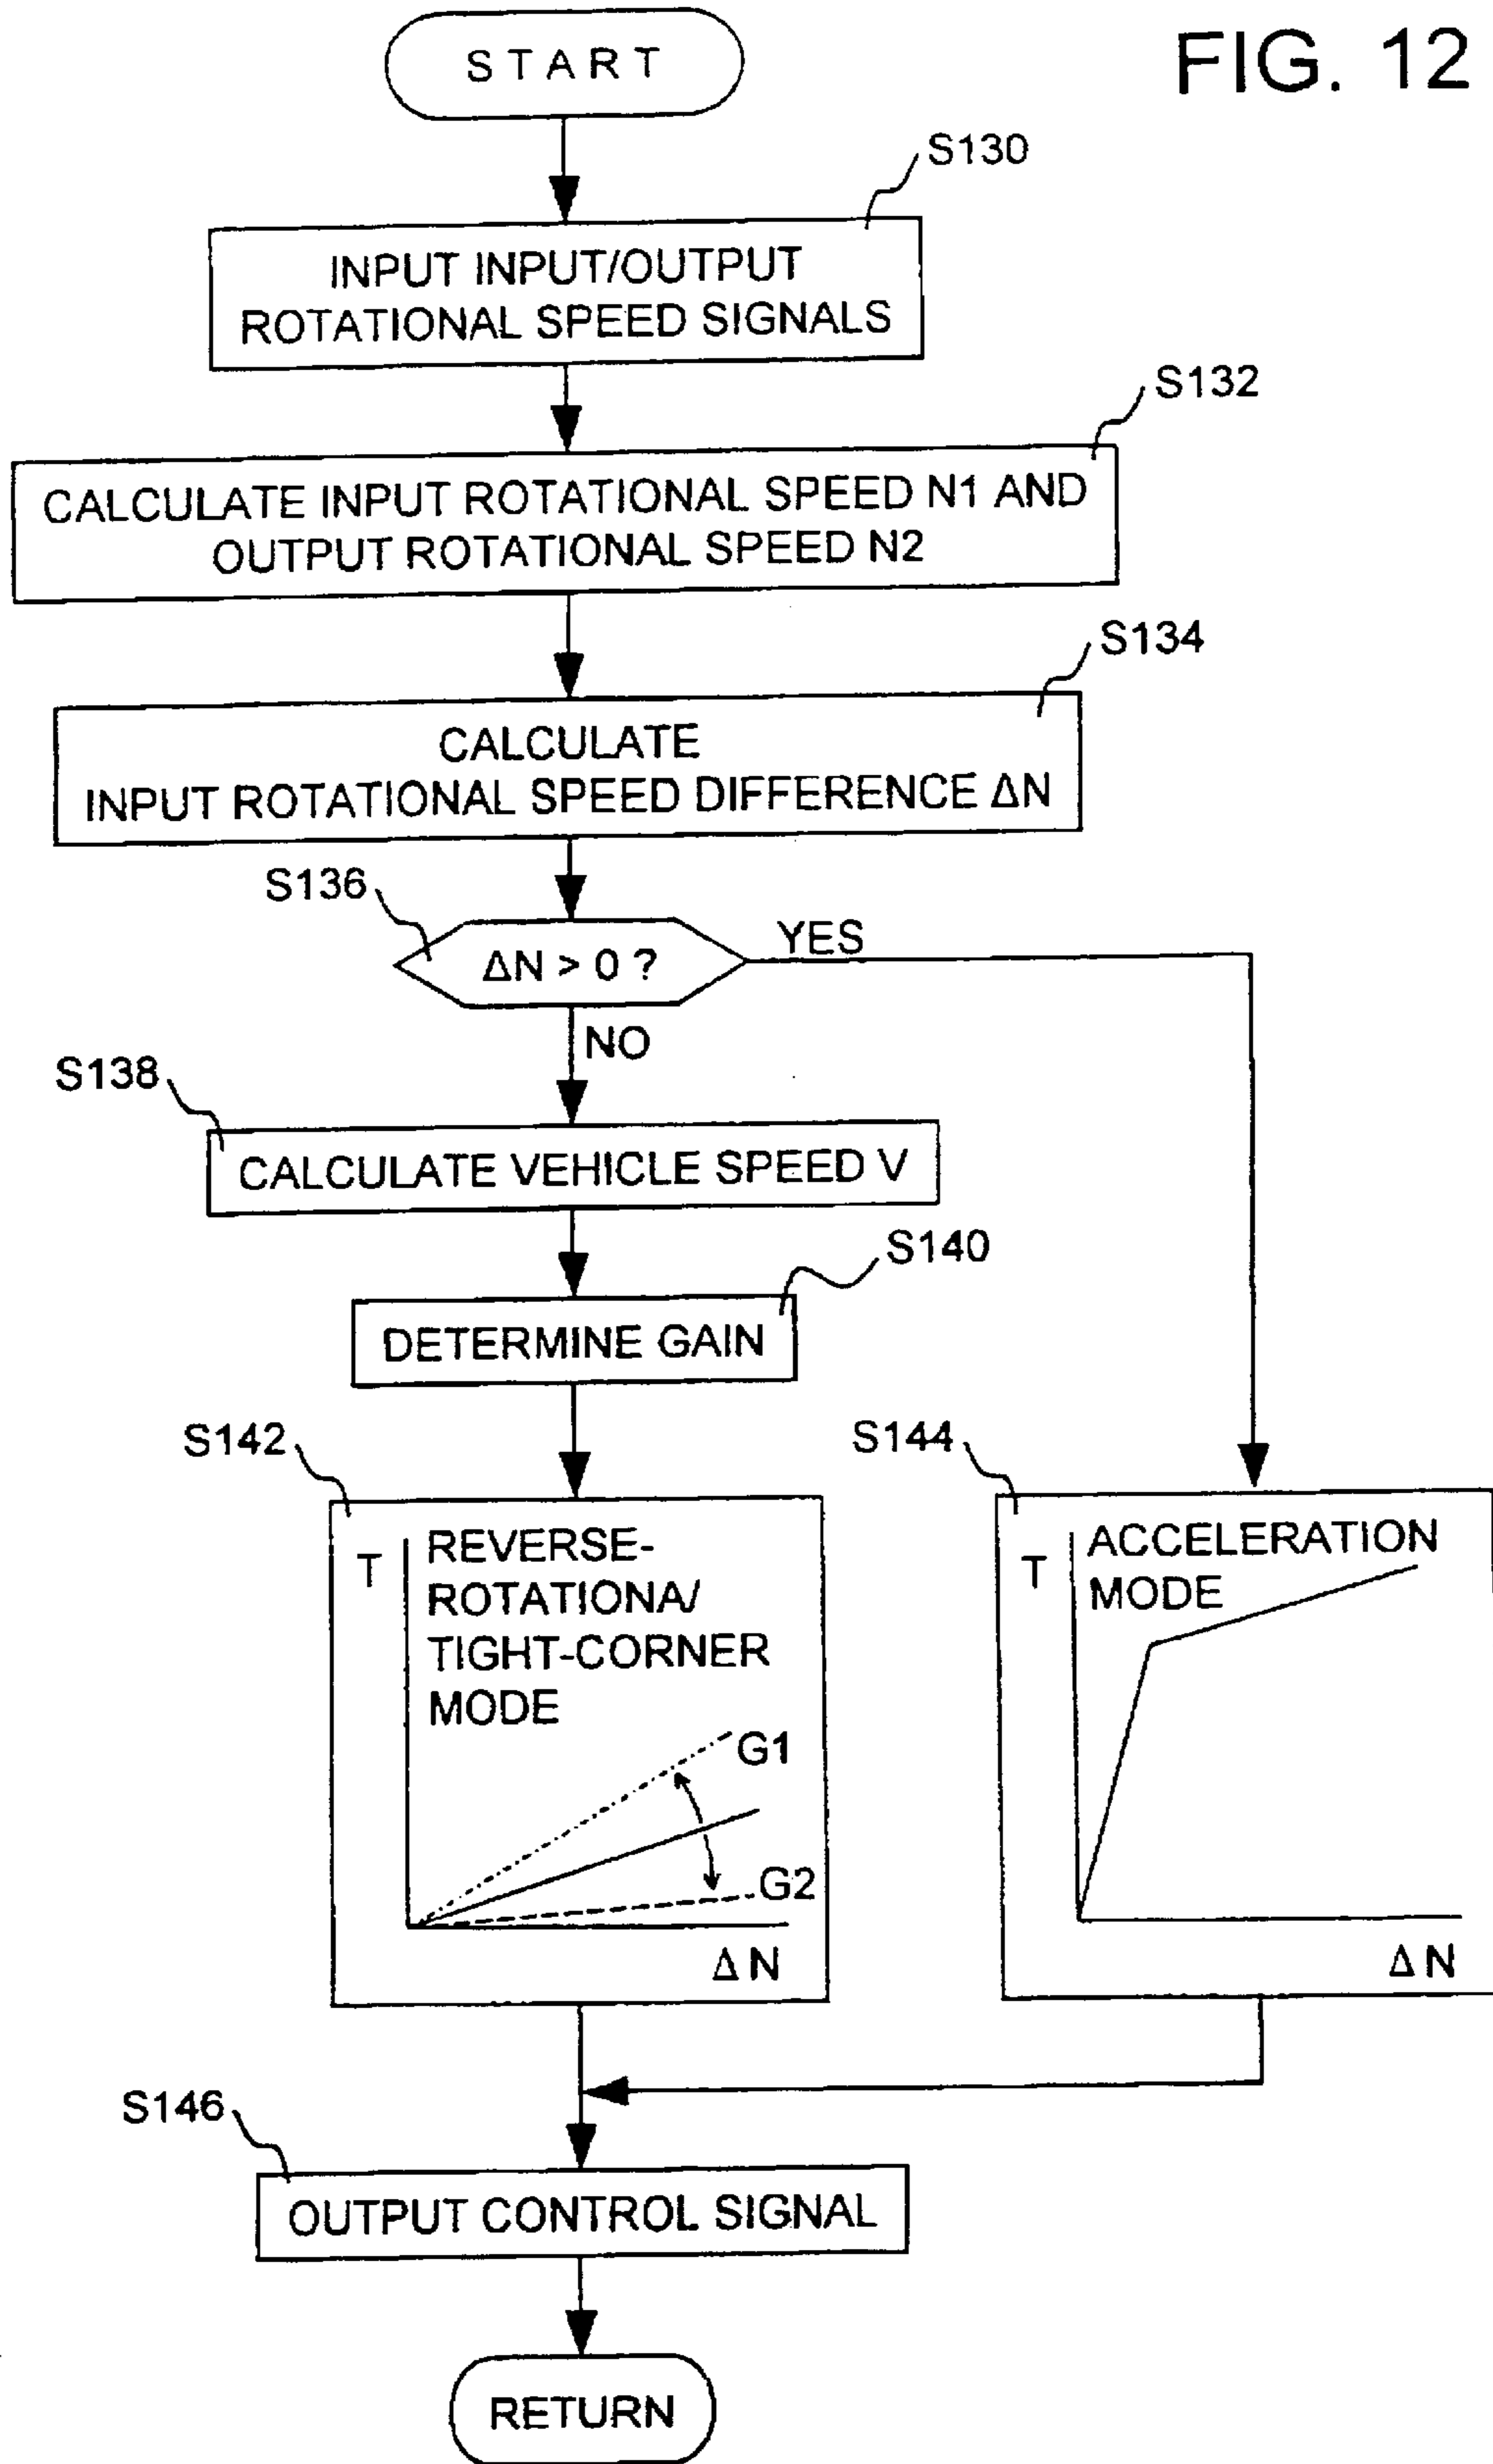 FIG. 12
START
S130
INPUT INPUT/OUTPUT
ROTATIONAL SPEED SIGNALS
S132
CALCULATE INPUT ROTATIONAL SPEED N1 AND
OUTPUT ROTATIONAL SPEED N2
S134
CALCULATE
INPUT ROTATIONAL SPEED DIFFERENCE ΔN
S136
ΔN > 0 ?
YES
NO
S138
CALCULATE VEHICLE SPEED V
S140
DETERMINE GAIN
S142
T
REVERSE-
ROTATIONA/
TIGHT-CORNER
MODE
G1
G2
ΔN
S144
T
ACCELERATION
MODE
ΔN
S146
OUTPUT CONTROL SIGNAL
RETURN